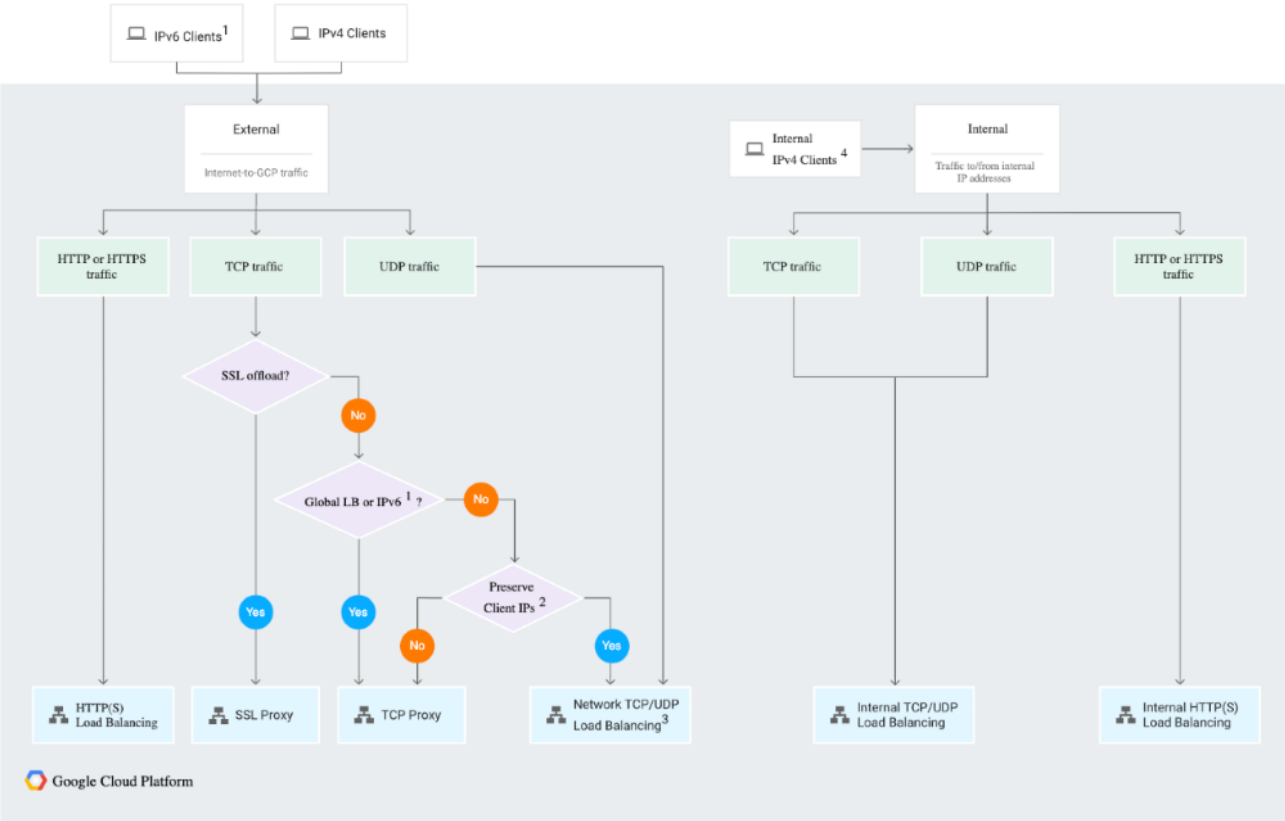 IPv6 Clients1
IPv4 Clients
External
Internet-to-GCP traffic
Internal
IPv4 Clients 4
Internal
Traffic to/from internal
IP addresses
HTTP or HTTPS
traffic
TCP traffic
UDP traffic
TCP traffic
UDP traffic
HTTP or HTTPS
traffic
SSL offload?
No
Global LB or IPv6 1 ?
No
Preserve
Client IPs 2
Yes
Yes
No
Yes
HTTP(S)
Load Balancing
SSL Proxy
TCP Proxy
Network TCP/UDP
Load Balancing3
Internal TCP/UDP
Load Balancing
Internal HTTP(S)
Load Balancing
Google Cloud Platform